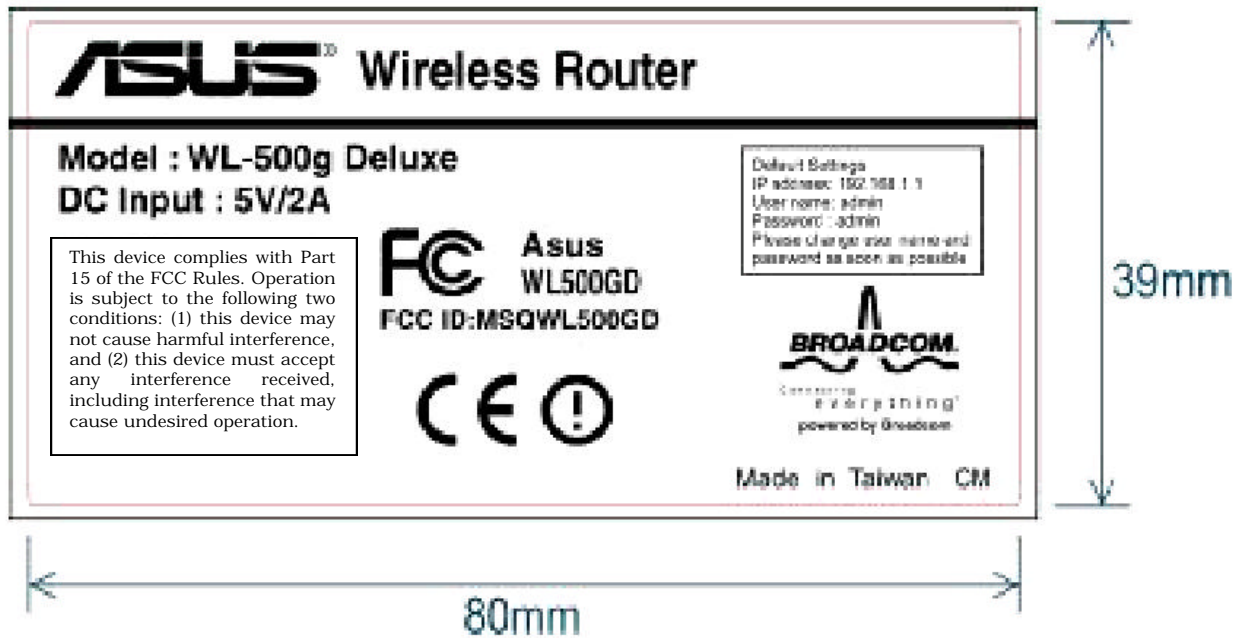 ASUS® Wireless Router
Model : WL-500g Deluxe
DC Input : 5V/2A
This device complies with Part
15 of the FCC Rules. Operation
is subject to the following two
conditions: (1) this device may
not cause harmful interference,
and (2) this device must accept
any interference received,
including interference that may
cause undesired operation.
FC Asus
WL500GD
FCC ID:MSQWL500GD
CE
Default Settings
IP address: 192.168.1.1
User name: admin
Password : admin
Please change user name and
password as soon as possible
BROADCOM.
Connecting
everything
powered by Broadcom
Made in Taiwan CM
39mm
80mm